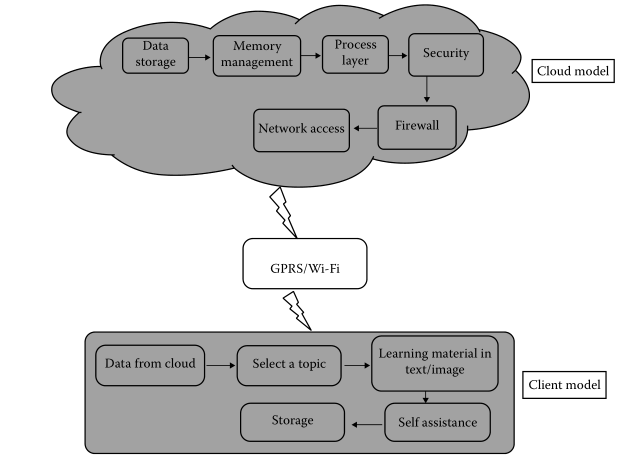 Data
storage
Memory
management
Process
layer
Security
Cloud model
Network access
Firewall
GPRS/Wi-Fi
Data from cloud
Select a topic
Learning material in
text/image
Client model
Storage
Self assistance